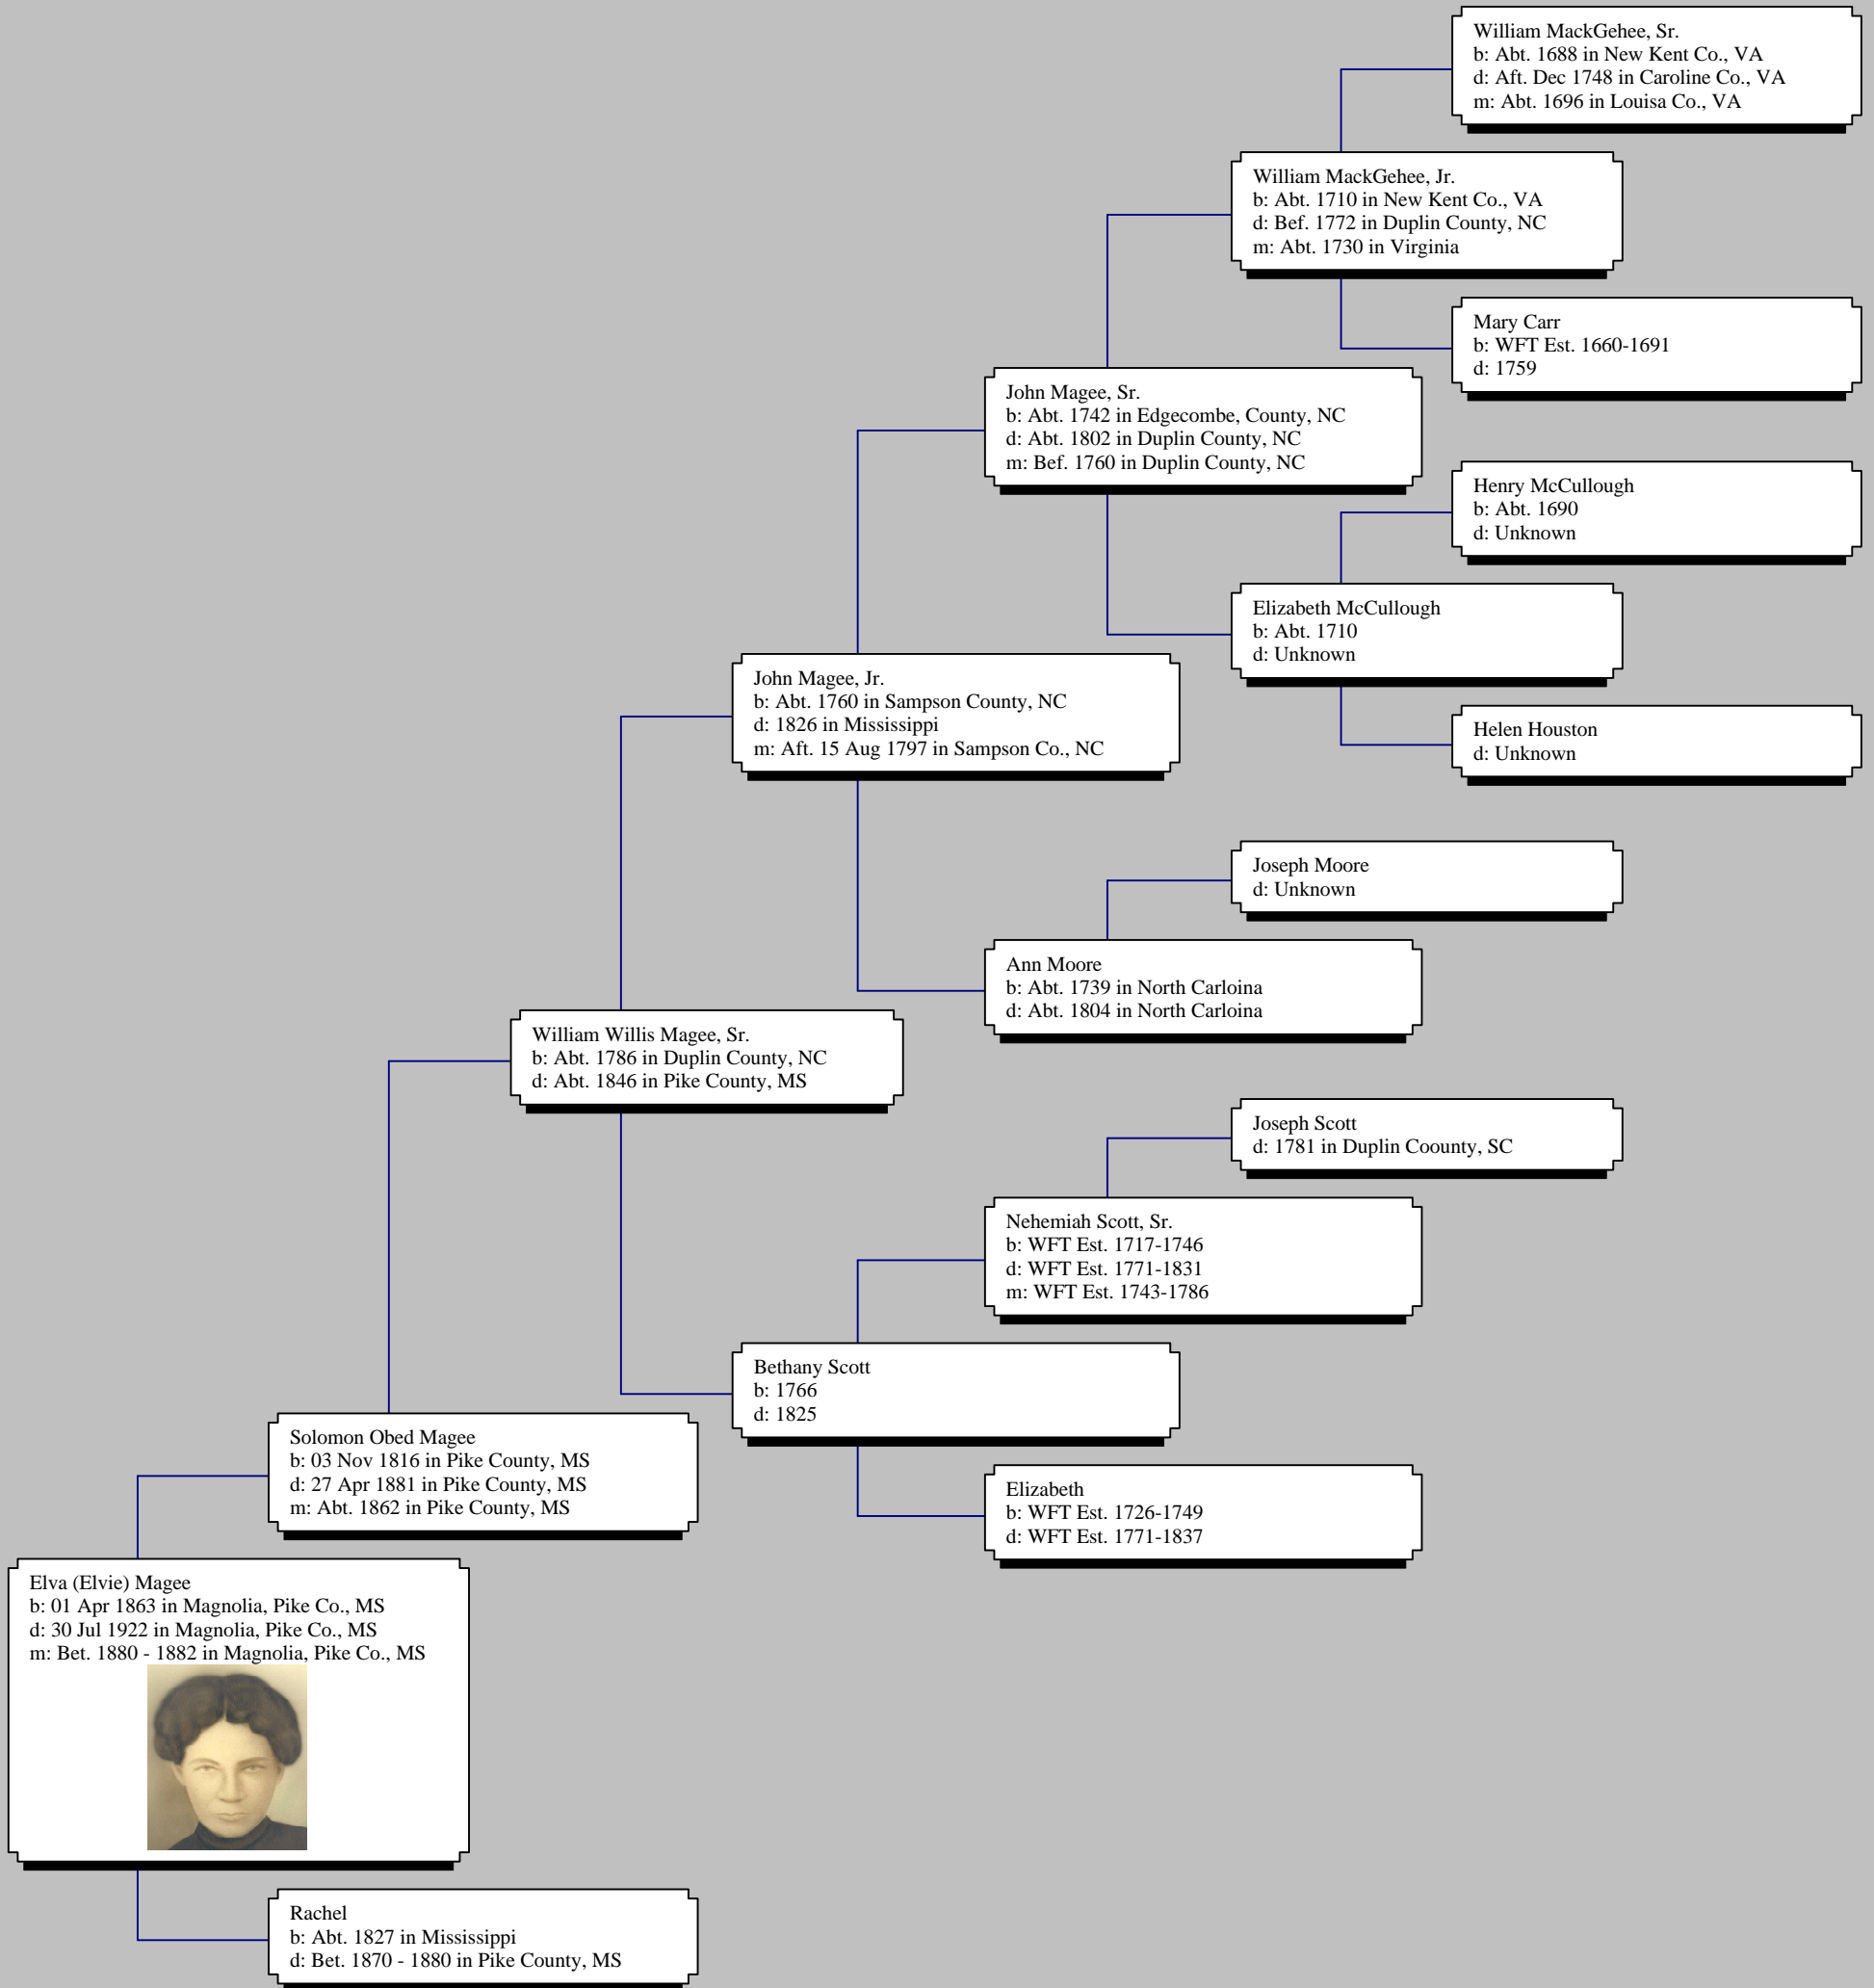 William MackGehee, Sr.
b: Abt. 1688 in New Kent Co., VA
d: Aft. Dec 1748 in Caroline Co., VA
m: Abt. 1696 in Louisa Co., VA
William MackGehee, Jr.
b: Abt. 1710 in New Kent Co., VA
d: Bef. 1772 in Duplin County, NC
m: Abt. 1730 in Virginia
Mary Carr
b: WFT Est. 1660-1691
d: 1759
John Magee, Sr.
b: Abt. 1742 in Edgecombe, County, NC
d: Abt. 1802 in Duplin County, NC
m: Bef. 1760 in Duplin County, NC
Henry McCullough
b: Abt. 1690
d: Unknown
Elizabeth McCullough
b: Abt. 1710
d: Unknown
John Magee, Jr.
b: Abt. 1760 in Sampson County, NC
d: 1826 in Mississippi
m: Aft. 15 Aug 1797 in Sampson Co., NC
Helen Houston
d: Unknown
Joseph Moore
d: Unknown
Ann Moore
b: Abt. 1739 in North Carloina
d: Abt. 1804 in North Carloina
William Willis Magee, Sr.
b: Abt. 1786 in Duplin County, NC
d: Abt. 1846 in Pike County, MS
Joseph Scott
d: 1781 in Duplin Coounty, SC
Nehemiah Scott, Sr.
b: WFT Est. 1717-1746
d: WFT Est. 1771-1831
m: WFT Est. 1743-1786
Bethany Scott
b: 1766
d: 1825
Solomon Obed Magee
b: 03 Nov 1816 in Pike County, MS
d: 27 Apr 1881 in Pike County, MS
m: Abt. 1862 in Pike County, MS
Elizabeth
b: WFT Est. 1726-1749
d: WFT Est. 1771-1837
Elva (Elvie) Magee
b: 01 Apr 1863 in Magnolia, Pike Co., MS
d: 30 Jul 1922 in Magnolia, Pike Co., MS
m: Bet. 1880 - 1882 in Magnolia, Pike Co., MS
Rachel
b: Abt. 1827 in Mississippi
d: Bet. 1870 - 1880 in Pike County, MS